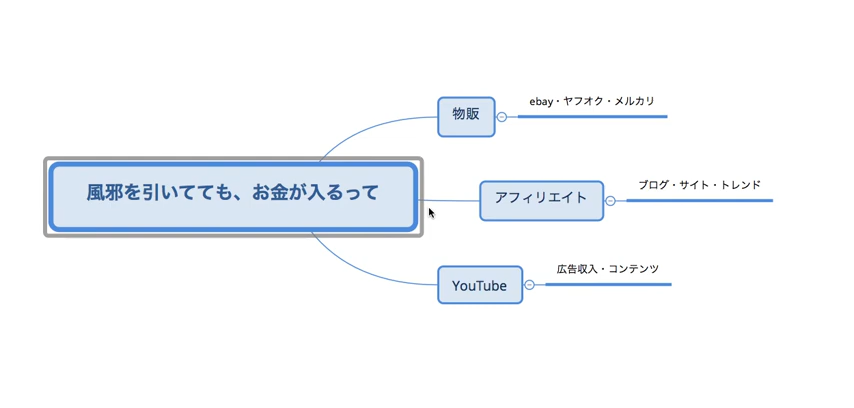 物販
ebay・ヤフオク・メルカリ
風邪を引いてても、お金が入るって
アフィリエイト
ブログ・サイト・トレンド
YouTube
広告収入・コンテンツ